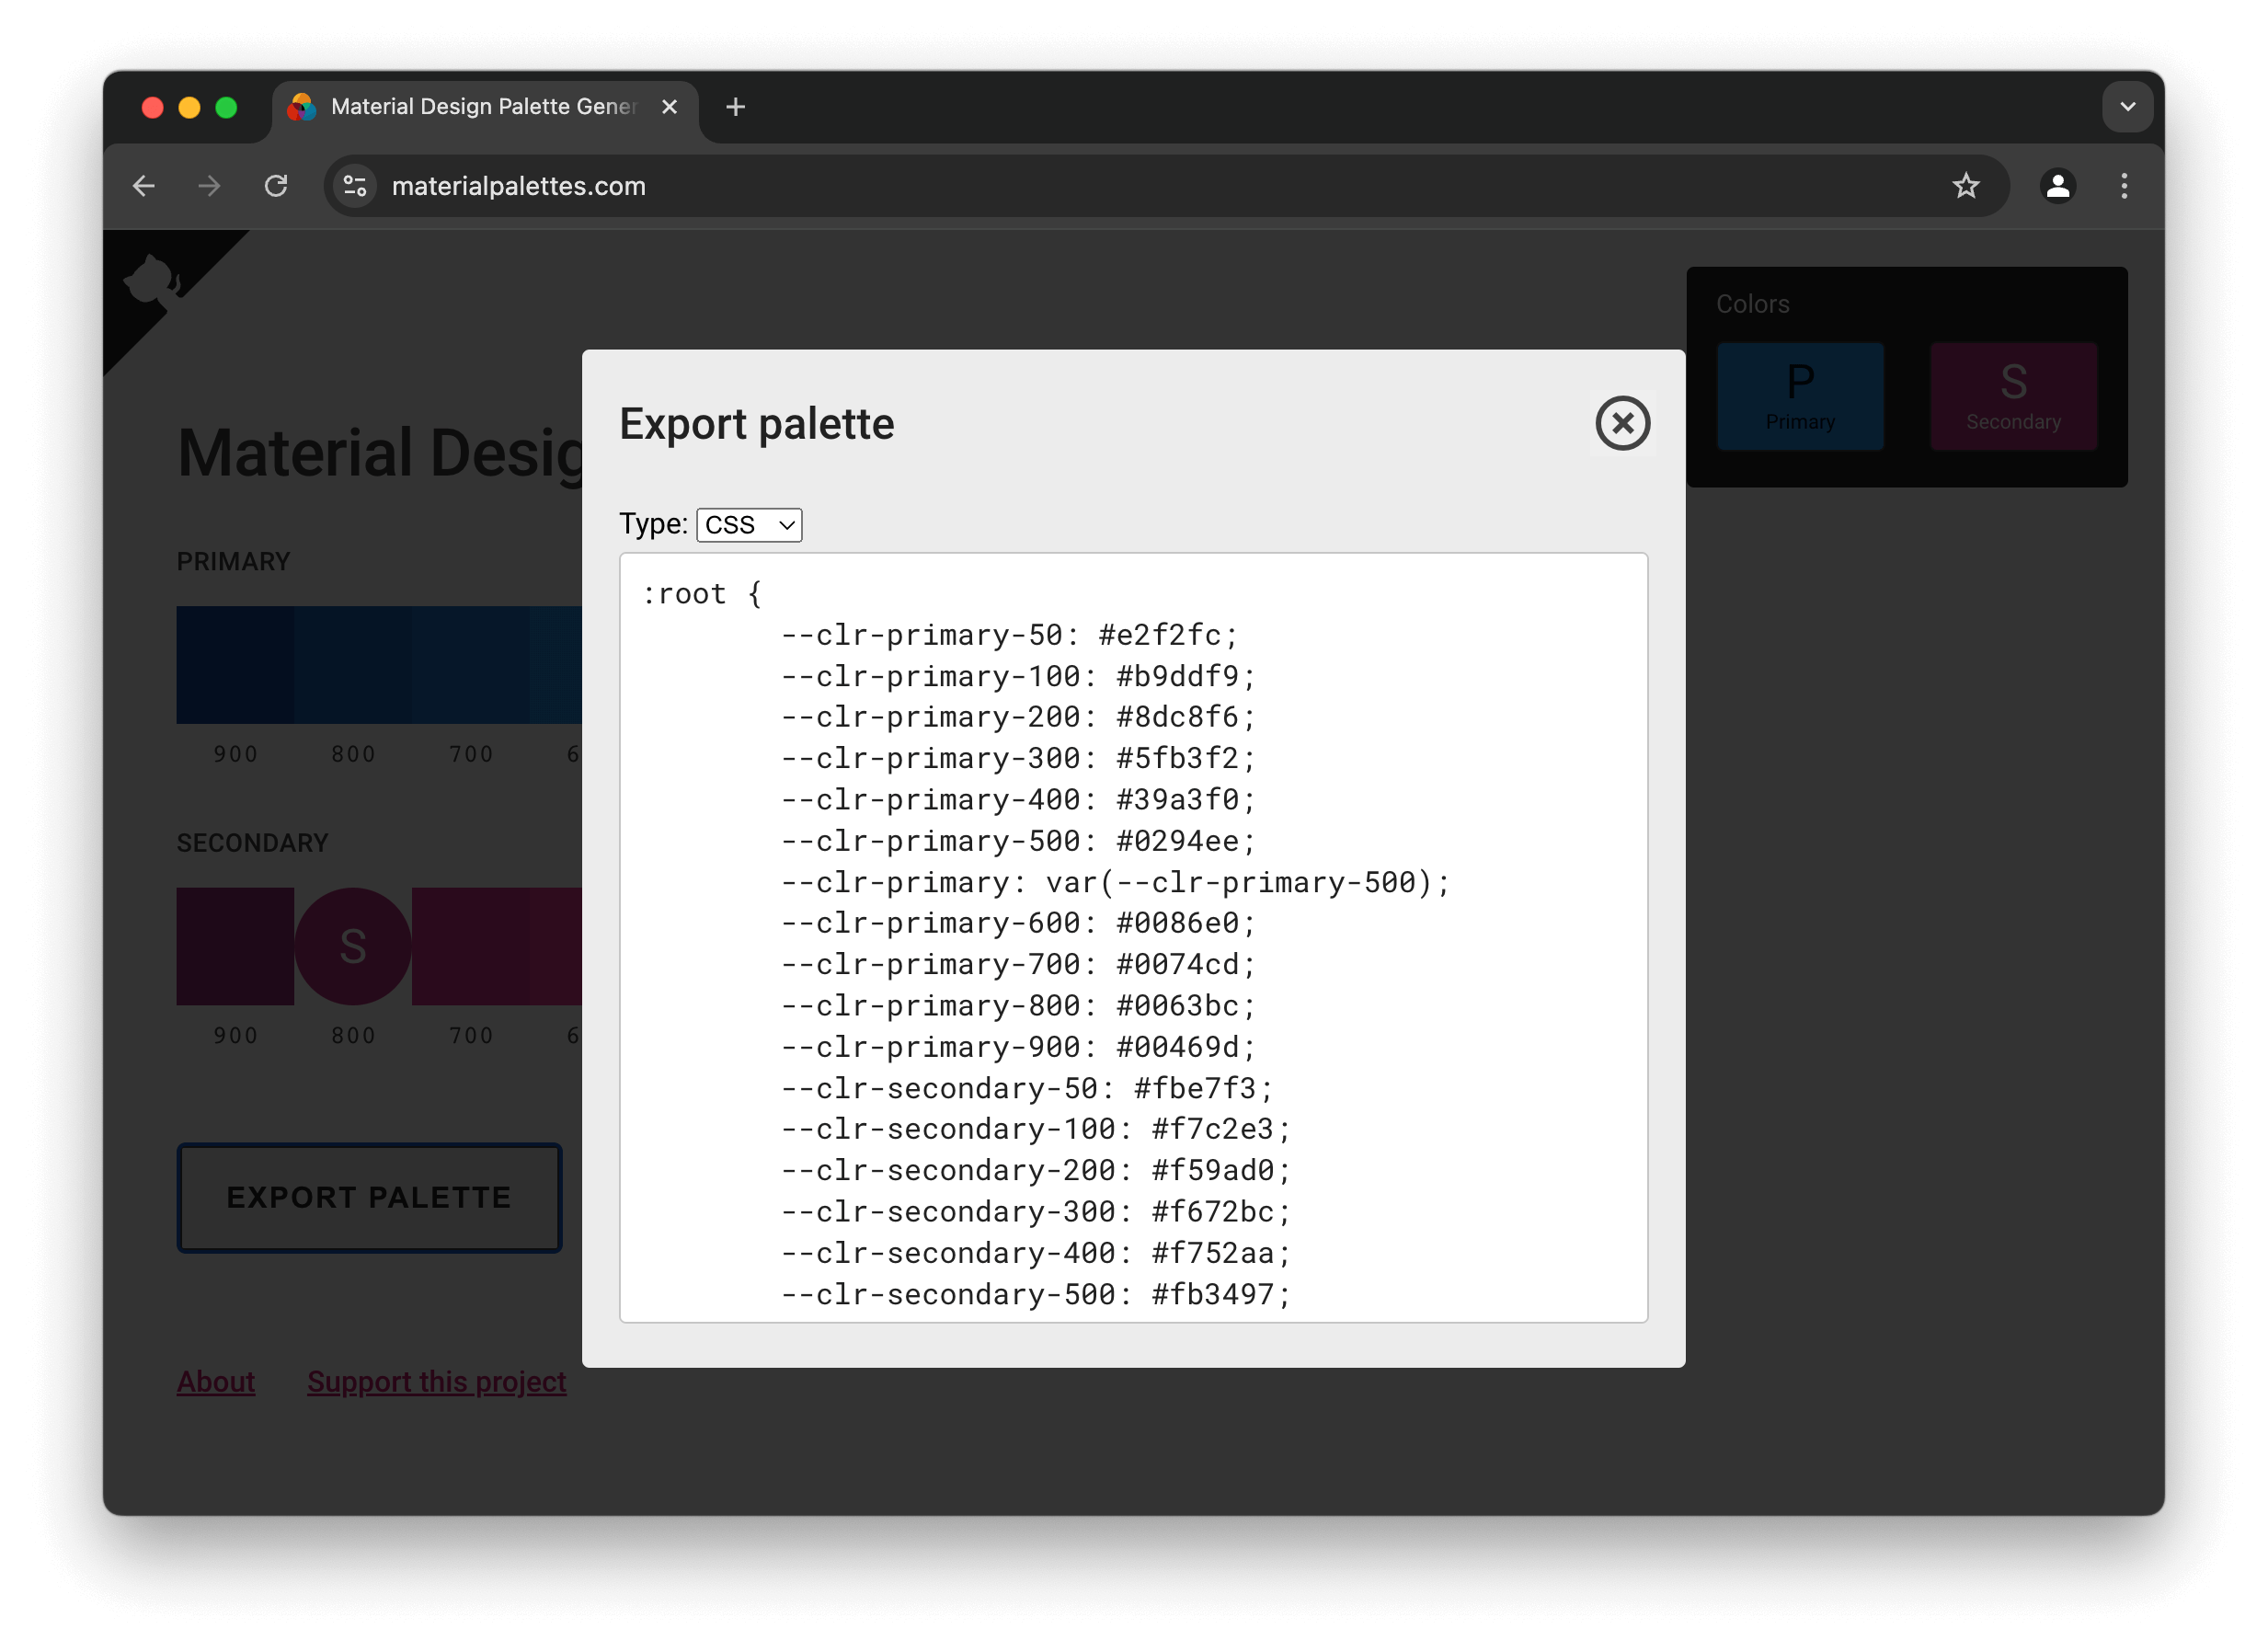 Material Design Palette Gener
materialpalettes.com
Colors
P
Primary
S
Secondary
Material Desig
PRIMARY
900 800 700 6
SECONDARY
S
900 800 700 6
EXPORT PALETTE
About Support this project
Export palette
Type: CSS
:root {
--clr-primary-50: #e2f2fc;
--clr-primary-100: #b9ddf9;
--clr-primary-200: #8dc8f6;
--clr-primary-300: #5fb3f2;
--clr-primary-400: #39a3f0;
--clr-primary-500: #0294ee;
--clr-primary: var(--clr-primary-500);
--clr-primary-600: #0086e0;
--clr-primary-700: #0074cd;
--clr-primary-800: #0063bc;
--clr-primary-900: #00469d;
--clr-secondary-50: #fbe7f3;
--clr-secondary-100: #f7c2e3;
--clr-secondary-200: #f59ad0;
--clr-secondary-300: #f672bc;
--clr-secondary-400: #f752aa;
--clr-secondary-500: #fb3497;